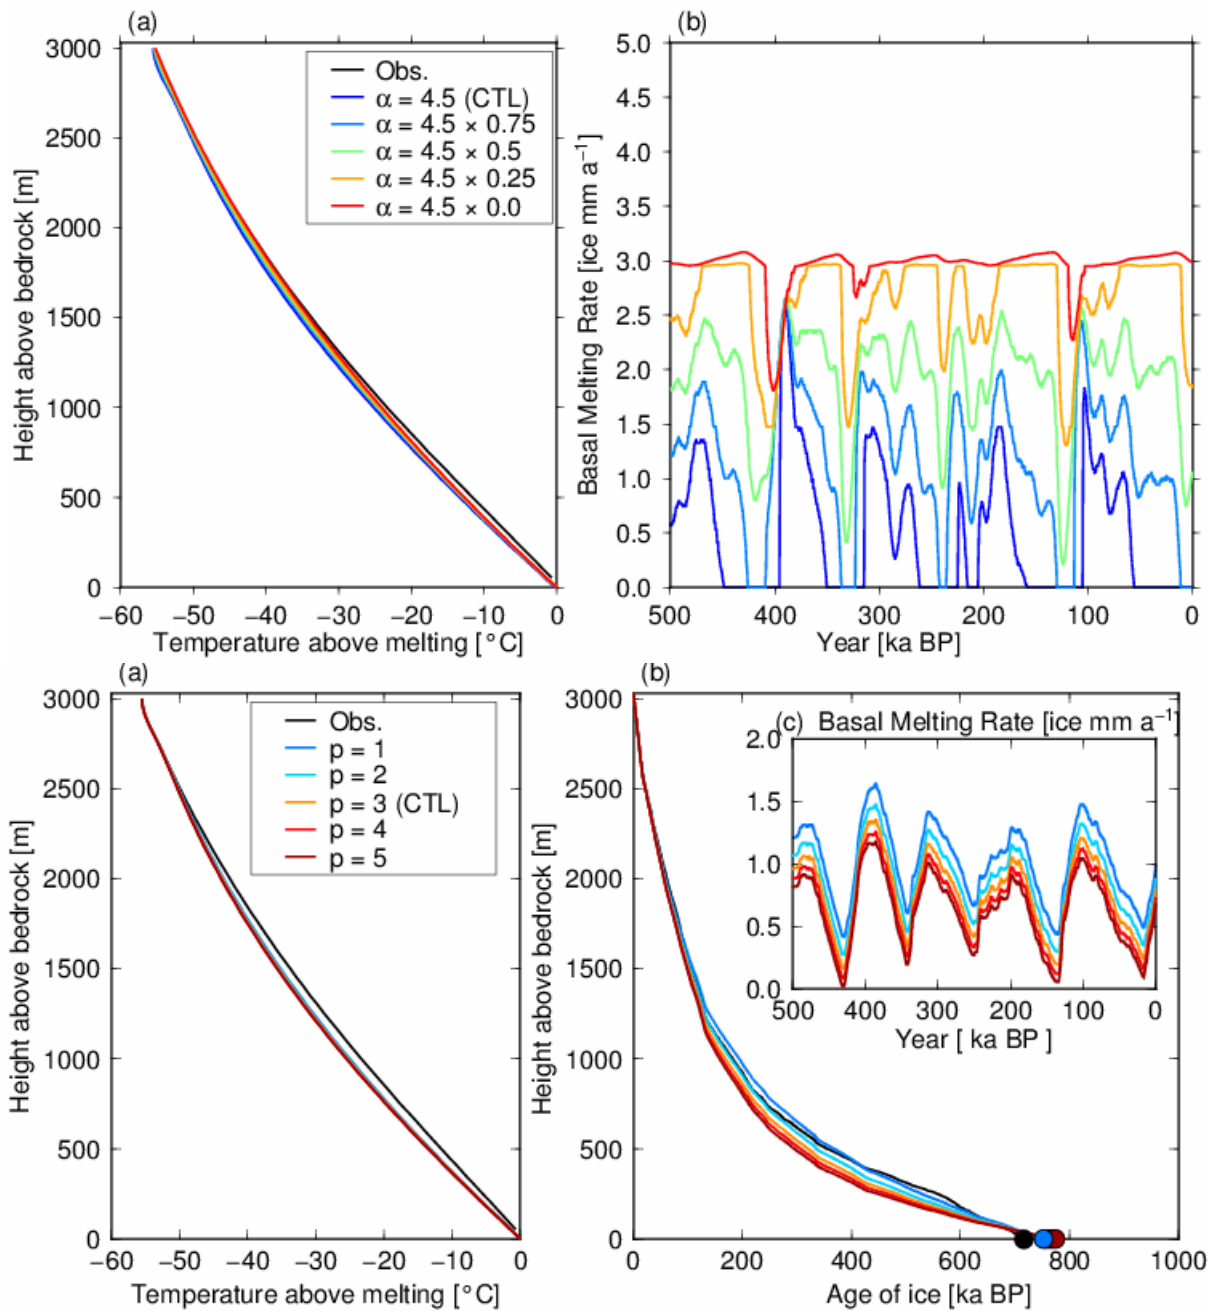 (a)
3000
2500
2000
1500
1000
500
0
Height above bedrock [m]
Obs.
α = 4.5 (CTL)
α = 4.5 × 0.75
α = 4.5 × 0.5
α = 4.5 × 0.25
α = 4.5 × 0.0
−60 −50 −40 −30 −20 −10 0
Temperature above melting [°C]
(b)
5.0
4.5
4.0
3.5
3.0
2.5
2.0
1.5
1.0
0.5
0.0
Basal Melting Rate [ice mm a⁻¹]
500 400 300 200 100 0
Year [ka BP]
(a)
3000
2500
2000
1500
1000
500
0
Height above bedrock [m]
Obs.
p = 1
p = 2
p = 3 (CTL)
p = 4
p = 5
−60 −50 −40 −30 −20 −10 0
Temperature above melting [°C]
(b)
3000
2500
2000
1500
1000
500
0
Height above bedrock [m]
(c) Basal Melting Rate [ice mm a⁻¹]
2.0
1.5
1.0
0.5
0.0
500 400 300 200 100 0
Year [ ka BP ]
0 200 400 600 800 1000
Age of ice [ka BP]